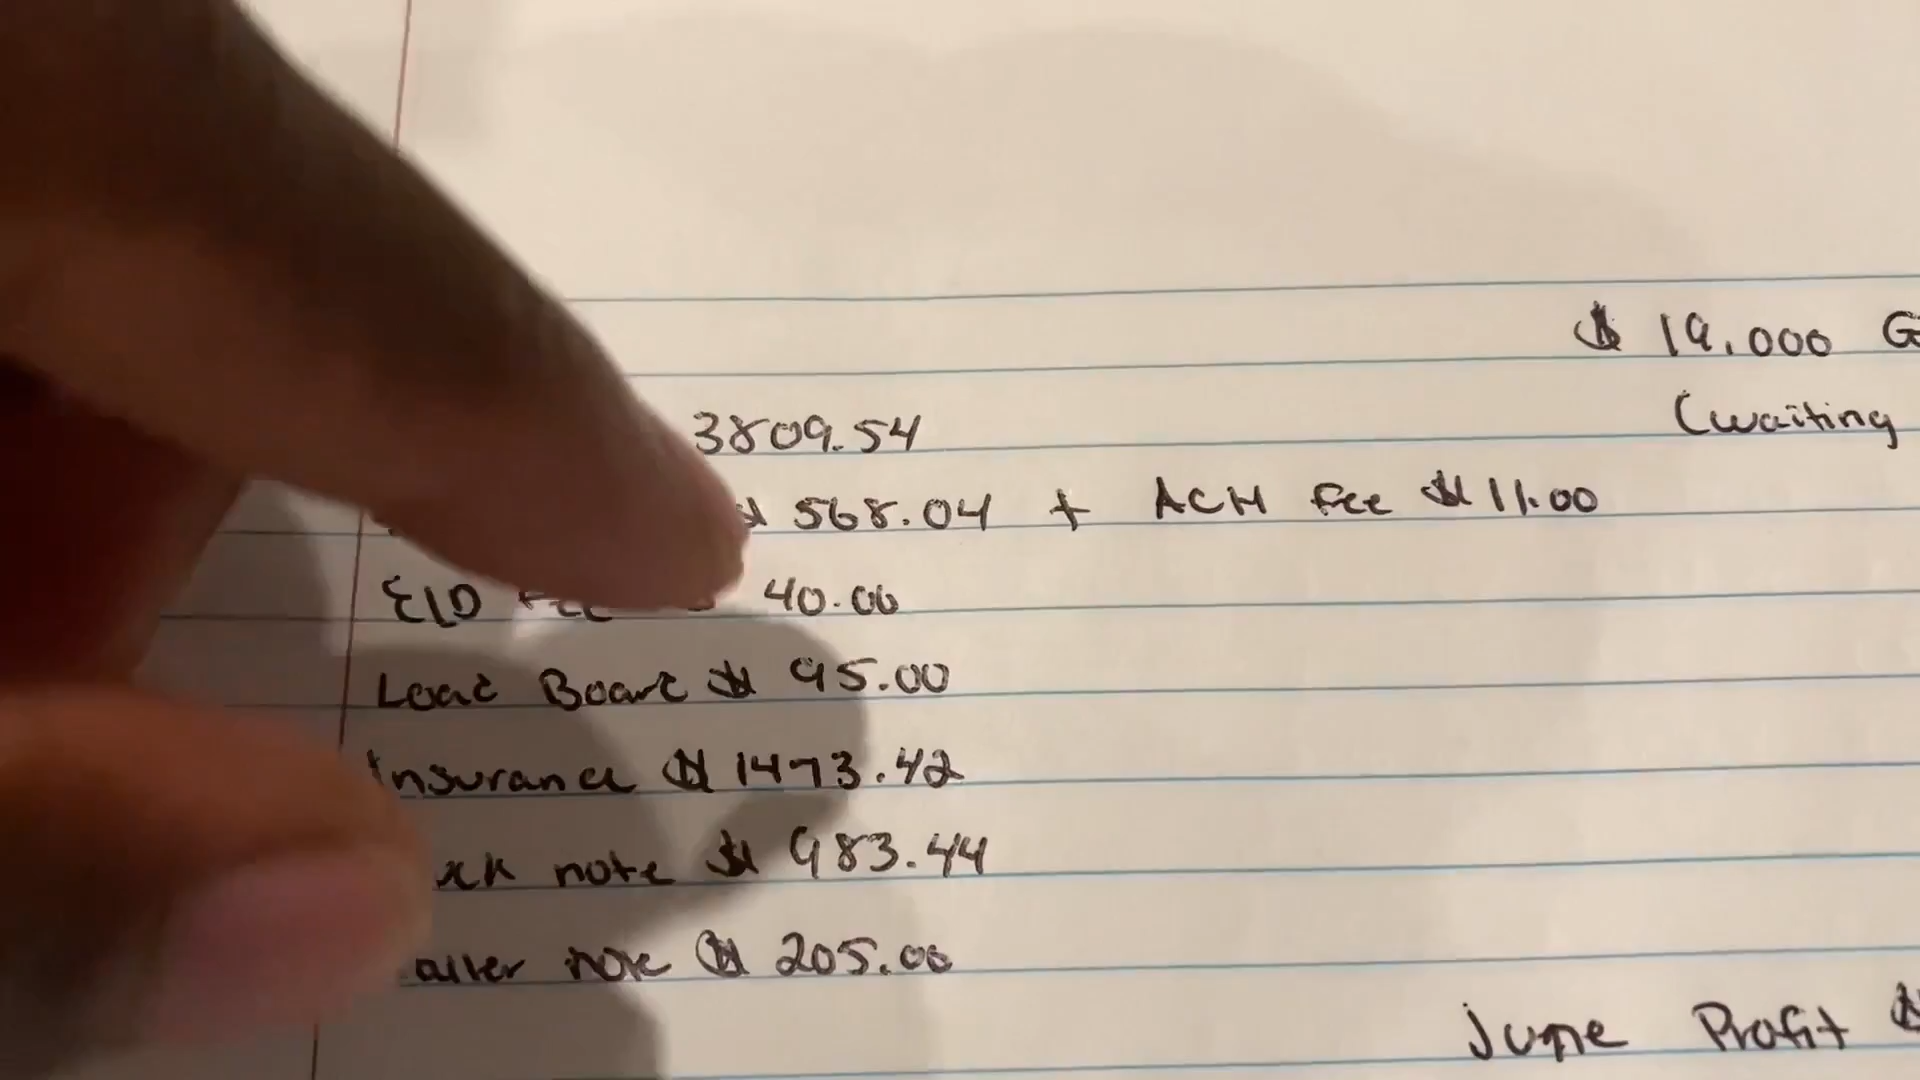 $ 19,000 G
(waiting
3809.54
$ 568.04 + ACH Fee $ 11.00
ELD Fee 40.00
Load Board $ 95.00
Insurance $ 1473.42
note $ 983.44
note $ 205.00
June Profit $